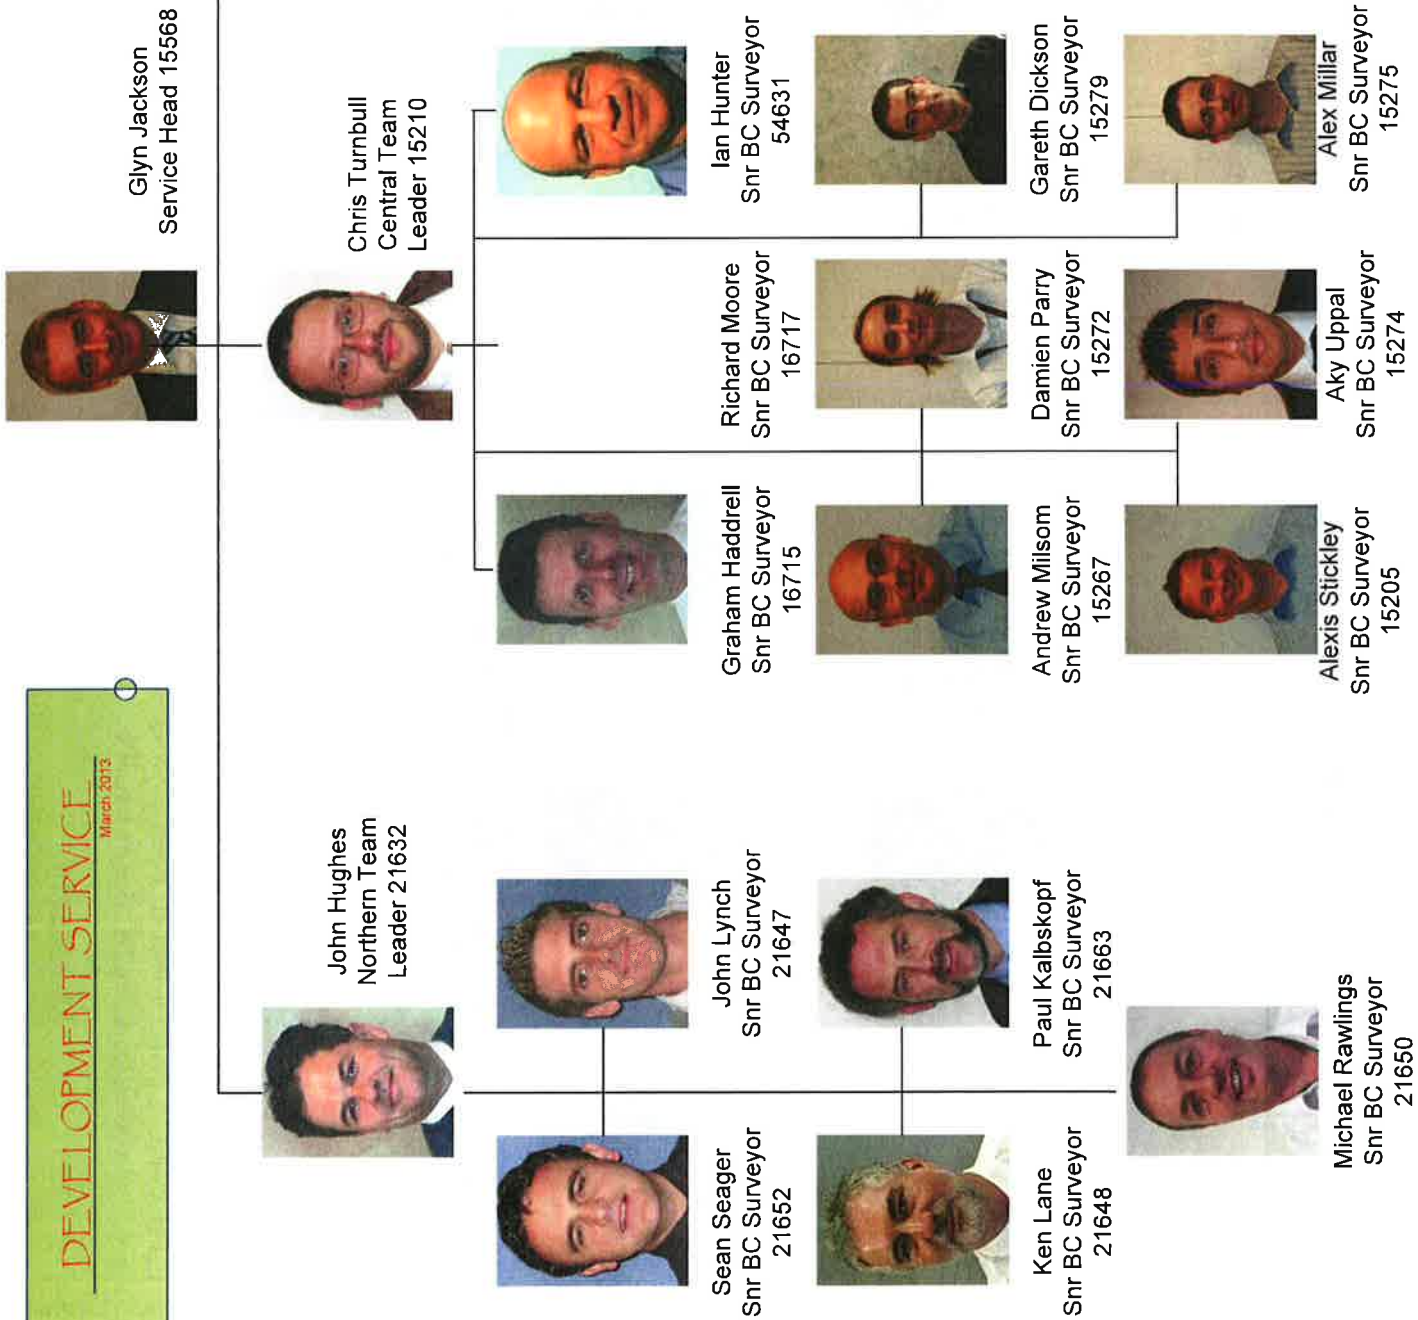 DEVELOPMENT SERVICE
March 2013
Glyn Jackson
Service Head 15568
John Hughes
Northern Team
Leader 21632
Chris Turnbull
Central Team
Leader 15210
Sean Seager
Snr BC Surveyor
21652
John Lynch
Snr BC Surveyor
21647
Graham Haddrell
Snr BC Surveyor
16715
Richard Moore
Snr BC Surveyor
16717
Ian Hunter
Snr BC Surveyor
54631
Ken Lane
Snr BC Surveyor
21648
Paul Kalbskopf
Snr BC Surveyor
21663
Andrew Milsom
Snr BC Surveyor
15267
Damien Parry
Snr BC Surveyor
15272
Gareth Dickson
Snr BC Surveyor
15279
Michael Rawlings
Snr BC Surveyor
21650
Alexis Stickley
Snr BC Surveyor
15205
Aky Uppal
Snr BC Surveyor
15274
Alex Millar
Snr BC Surveyor
15275